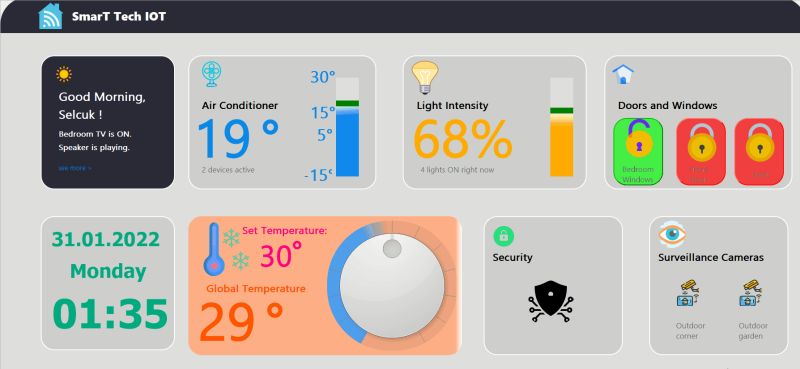 SmarT Tech IOT
Good Morning,
Selcuk !
Bedroom TV is ON.
Speaker is playing.
see more >
Air Conditioner
19 °
2 devices active
30°
15°
5°
-15°
Light Intensity
68%
4 lights ON right now
Doors and Windows
Bedroom
Windows
31.01.2022
Monday
01:35
Set Temperature:
30°
Global Temperature
29 °
Security
Surveillance Cameras
Outdoor
corner
Outdoor
garden